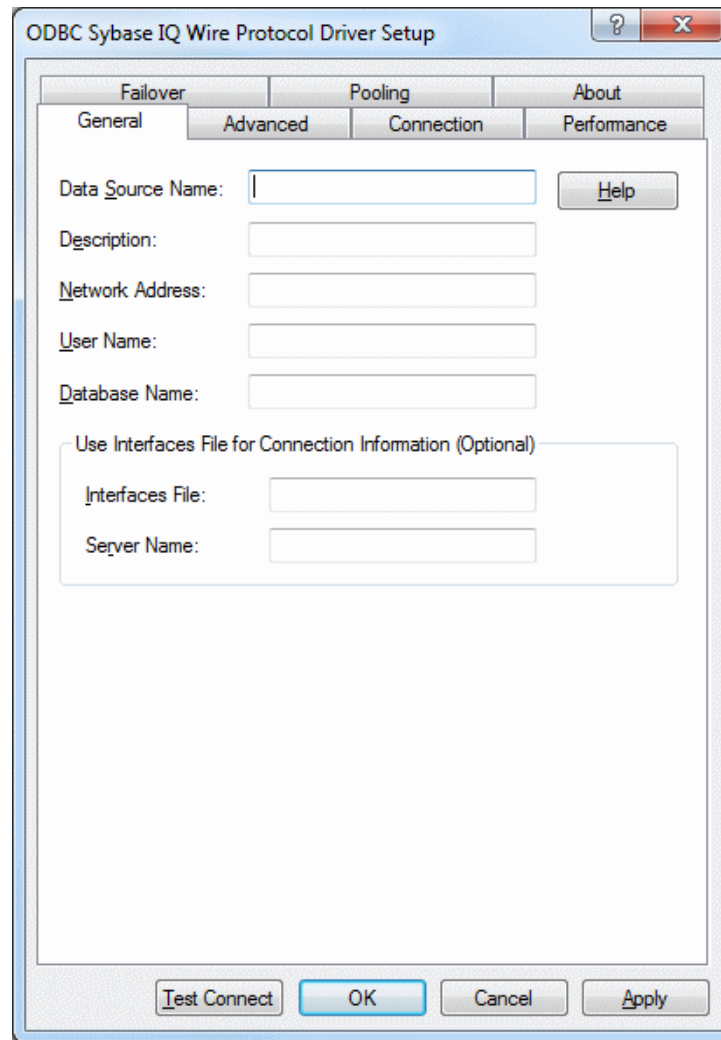 ODBC Sybase IQ Wire Protocol Driver Setup
Failover Pooling About
General Advanced Connection Performance
Data Source Name: Help
Description:
Network Address:
User Name:
Database Name:
Use Interfaces File for Connection Information (Optional)
Interfaces File:
Server Name:
Test Connect OK Cancel Apply